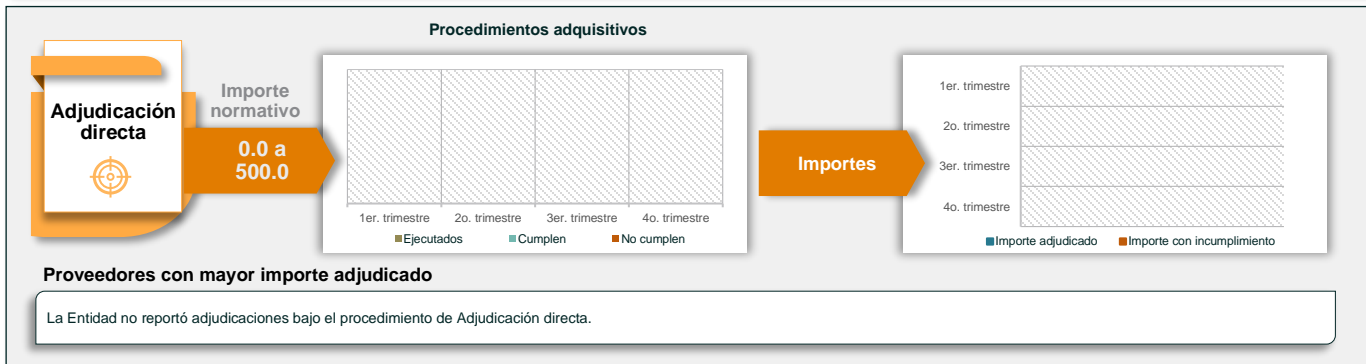 Procedimientos adquisitivos
Adjudicación
directa
Importe
normativo
0.0 a
500.0
1er. trimestre
2o. trimestre
3er. trimestre
4o. trimestre
Ejecutados
Cumplen
No cumplen
Importes
1er. trimestre
2o. trimestre
3er. trimestre
4o. trimestre
Importe adjudicado
Importe con incumplimiento
Proveedores con mayor importe adjudicado
La Entidad no reportó adjudicaciones bajo el procedimiento de Adjudicación directa.